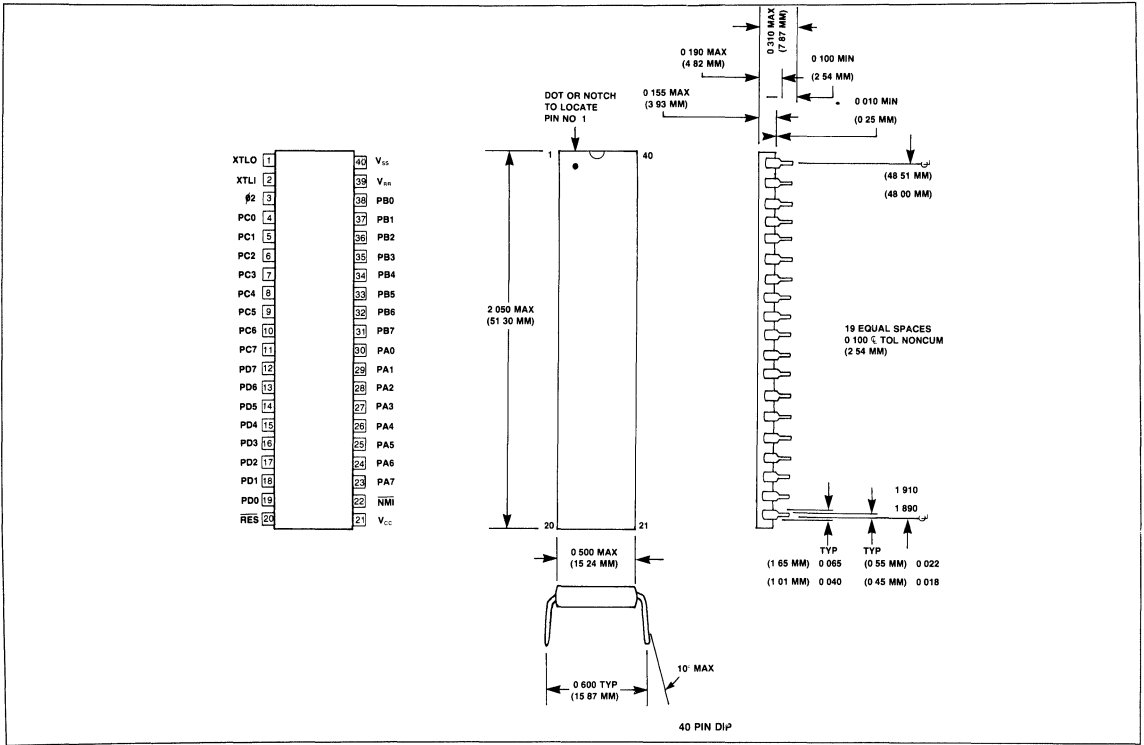 XTLO 1
XTLI 2
ø2 3
PC0 4
PC1 5
PC2 6
PC3 7
PC4 8
PC5 9
PC6 10
PC7 11
PD7 12
PD6 13
PD5 14
PD4 15
PD3 16
PD2 17
PD1 18
PD0 19
R̅E̅S̅ 20
40 VSS
39 VRR
38 PB0
37 PB1
36 PB2
35 PB3
34 PB4
33 PB5
32 PB6
31 PB7
30 PA0
29 PA1
28 PA2
27 PA3
26 PA4
25 PA5
24 PA6
23 PA7
22 N̅M̅I̅
21 VCC
DOT OR NOTCH
TO LOCATE
PIN NO 1
1
40
2 050 MAX
(51 30 MM)
20
21
0 500 MAX
(15 24 MM)
10° MAX
0 600 TYP
(15 87 MM)
0 310 MAX
(7 87 MM)
0 190 MAX
(4 82 MM)
0 100 MIN
(2 54 MM)
0 155 MAX
(3 93 MM)
0 010 MIN
(0 25 MM)
(48 51 MM)
(48 00 MM)
19 EQUAL SPACES
0 100 ℄ TOL NONCUM
(2 54 MM)
1 910
1 890
TYP
(1 65 MM) 0 065
(1 01 MM) 0 040
TYP
(0 55 MM) 0 022
(0 45 MM) 0 018
40 PIN DIP